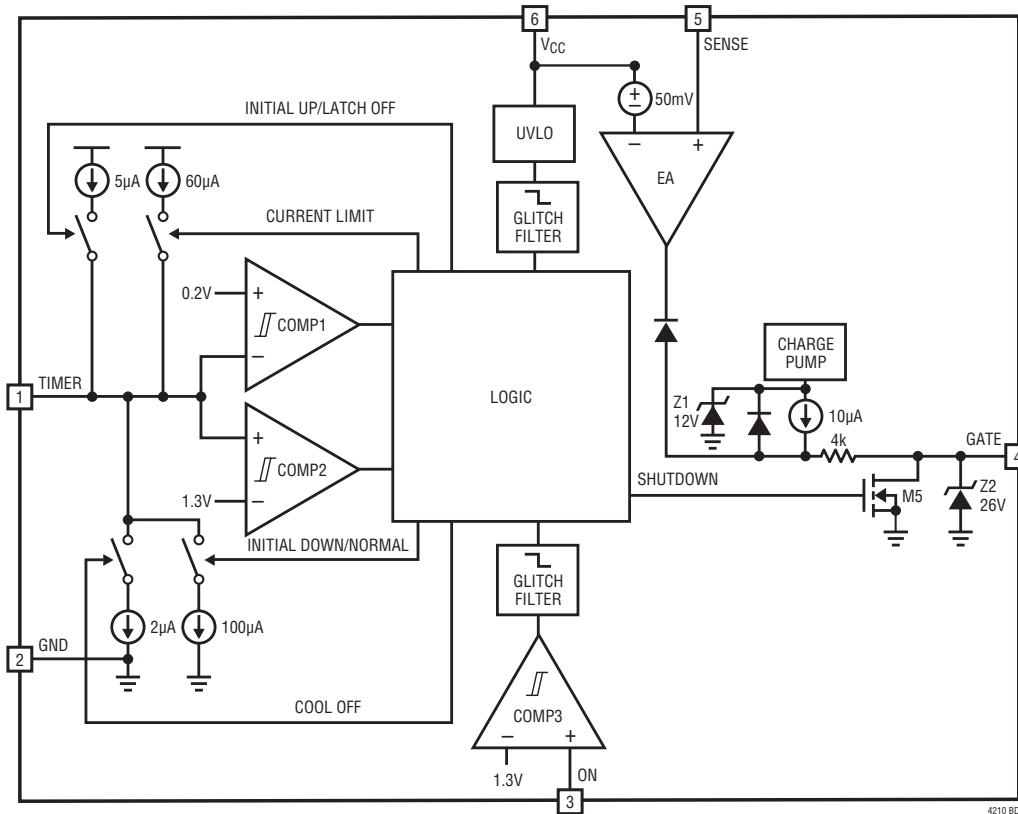 6
5
VCC
SENSE
+
−
50mV
INITIAL UP/LATCH OFF
UVLO
−
+
EA
5µA
60µA
GLITCH
FILTER
CURRENT LIMIT
0.2V
+
COMP1
−
CHARGE
PUMP
1
TIMER
LOGIC
Z1
12V
10µA
4k
GATE
4
+
COMP2
1.3V
−
SHUTDOWN
M5
Z2
26V
INITIAL DOWN/NORMAL
GLITCH
FILTER
2µA
100µA
2
GND
COOL OFF
COMP3
−
+
1.3V
ON
3
4210 BD